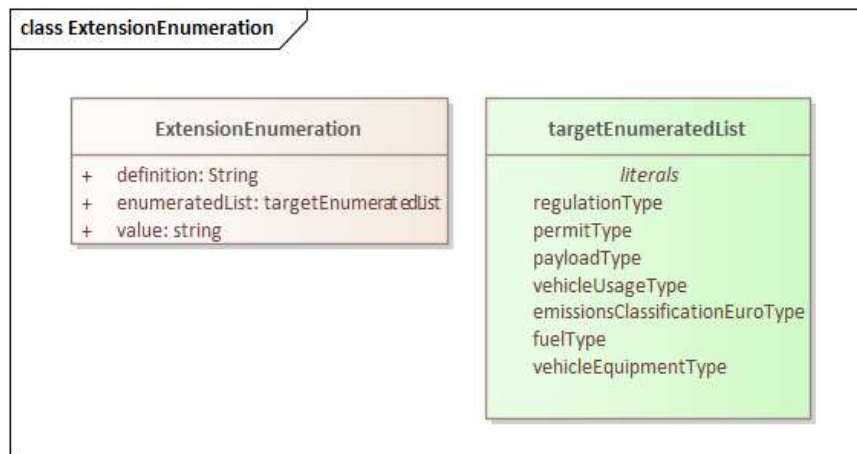 class ExtensionEnumeration
ExtensionEnumeration
+ definition: String
+ enumeratedList: targetEnumeratedList
+ value: string
targetEnumeratedList
literals
regulationType
permitType
payloadType
vehicleUsageType
emissionsClassificationEuroType
fuelType
vehicleEquipmentType